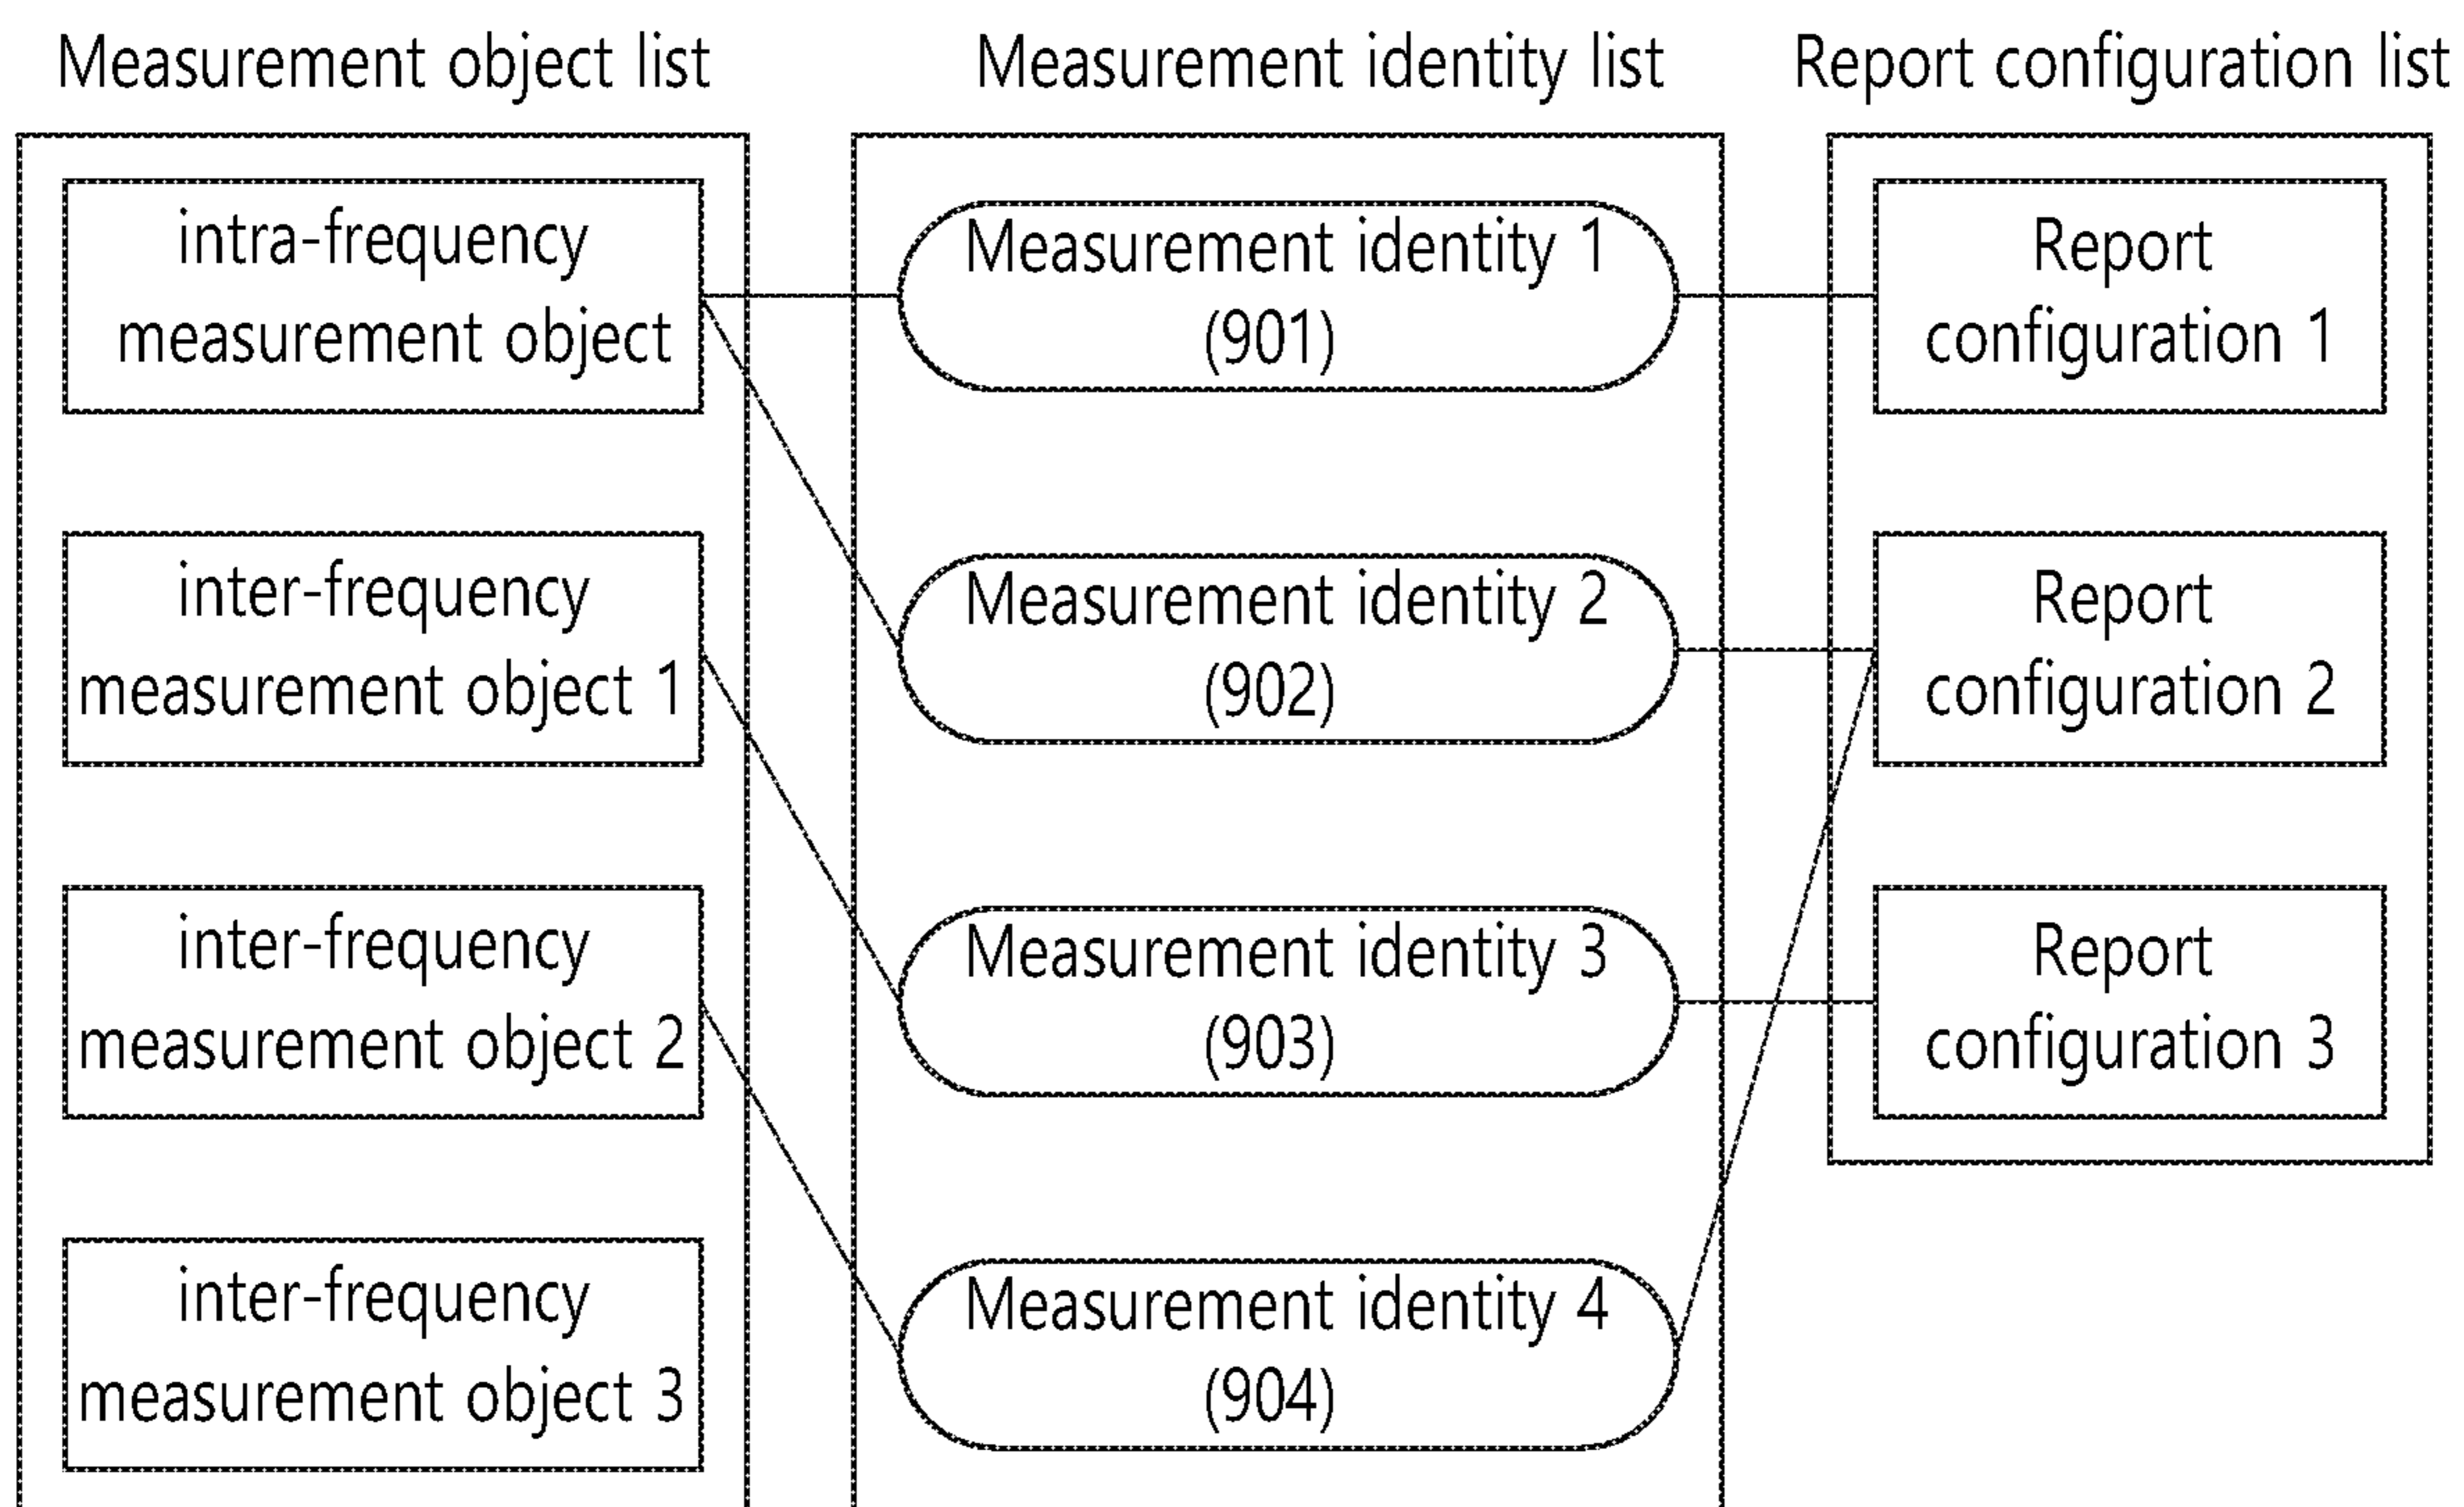 Measurement object list
Measurement identity list
Report configuration list
intra-frequency
measurement object
Measurement identity 1
(901)
Report
configuration 1
inter-frequency
measurement object 1
Measurement identity 2
(902)
Report
configuration 2
inter-frequency
measurement object 2
Measurement identity 3
(903)
Report
configuration 3
inter-frequency
measurement object 3
Measurement identity 4
(904)